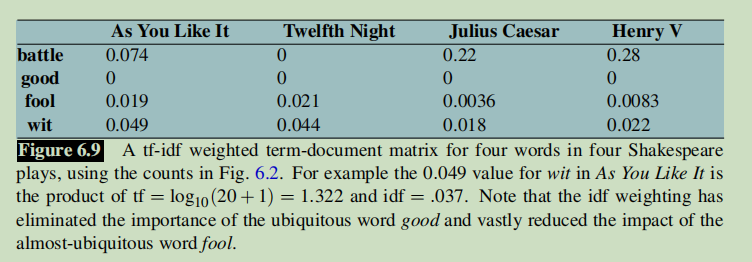 As You Like It Twelfth Night Julius Caesar Henry V
battle 0.074 0 0.22 0.28
good 0 0 0 0
fool 0.019 0.021 0.0036 0.0083
wit 0.049 0.044 0.018 0.022
Figure 6.9 A tf-idf weighted term-document matrix for four words in four Shakespeare
plays, using the counts in Fig. 6.2. For example the 0.049 value for wit in As You Like It is
the product of tf = log₁₀(20 + 1) = 1.322 and idf = .037. Note that the idf weighting has
eliminated the importance of the ubiquitous word good and vastly reduced the impact of the
almost-ubiquitous word fool.